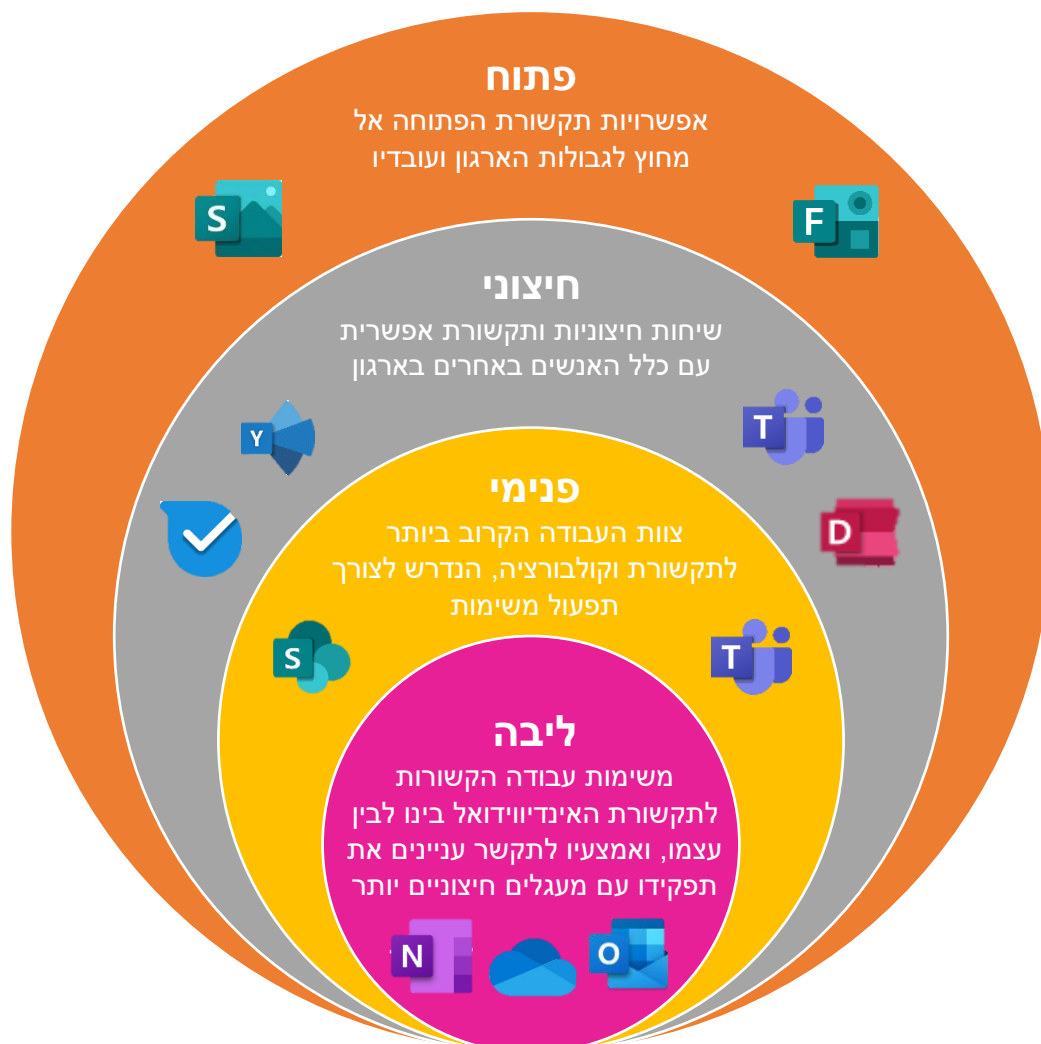 פתוח
אפשרויות תקשורת הפתוחה אל
מחוץ לגבולות הארגון ועובדיו
S
F
חיצוני
שיחות חיצוניות ותקשורת אפשרית
עם כלל האנשים באחרים בארגון
Y
T
D
פנימי
צוות העבודה הקרוב ביותר
לתקשורת וקולבורציה, הנדרש לצורך
תפעול משימות
S
T
ליבה
משימות עבודה הקשורות
לתקשורת האינדיווידואל בינו לבין
עצמו, ואמצעיו לתקשר עניינים את
תפקידו עם מעגלים חיצוניים יותר
N
O